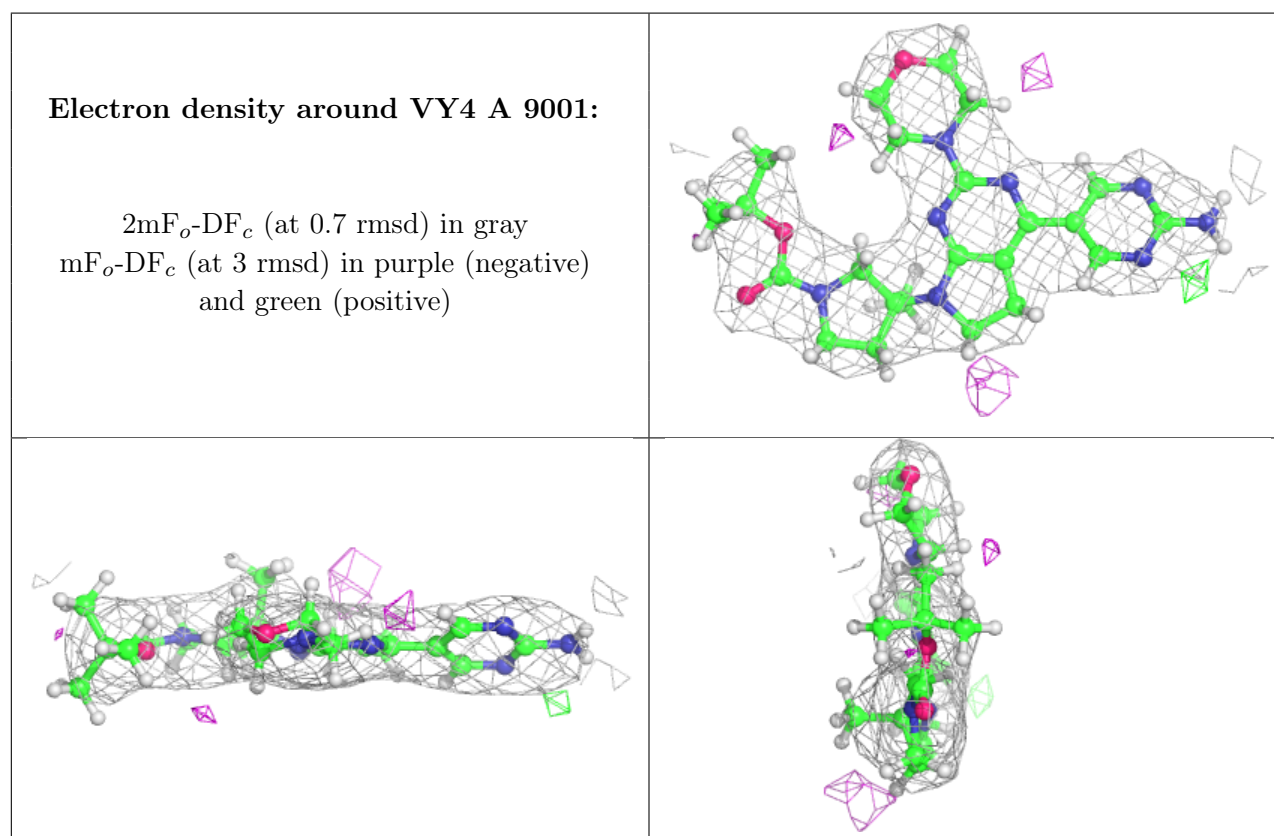 Electron density around VY4 A 9001:
2mFₒ-DF𝒸 (at 0.7 rmsd) in gray
mFₒ-DF𝒸 (at 3 rmsd) in purple (negative)
and green (positive)